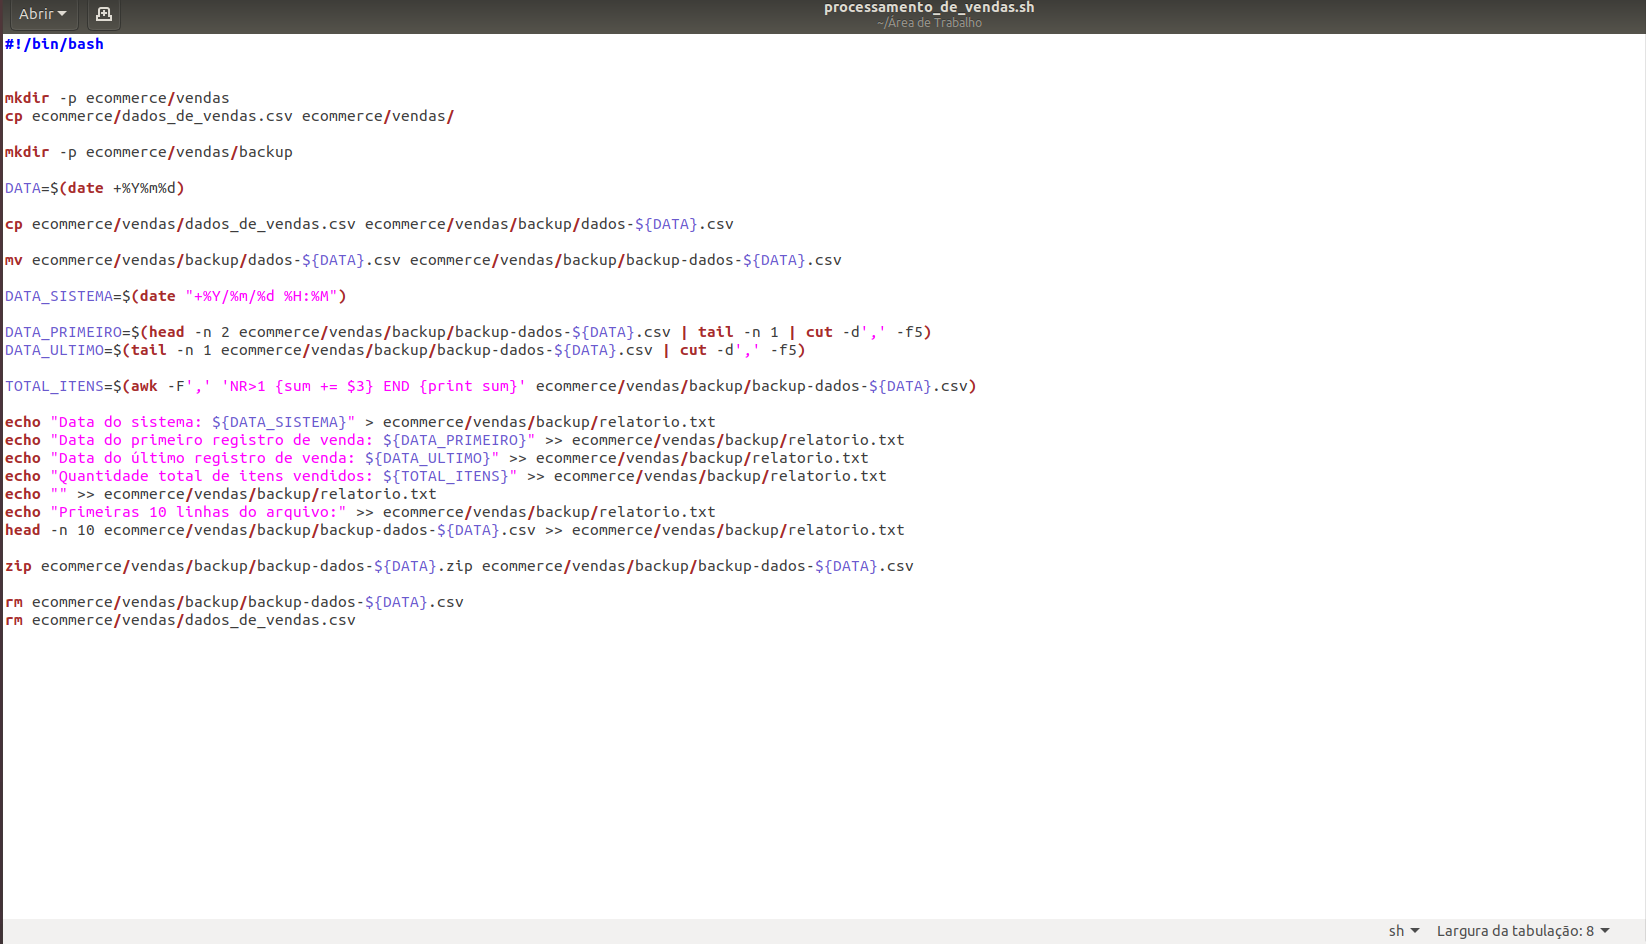 Abrir
processamento_de_vendas.sh
~/Área de Trabalho
#!/bin/bash
mkdir -p ecommerce/vendas
cp ecommerce/dados_de_vendas.csv ecommerce/vendas/
mkdir -p ecommerce/vendas/backup
DATA=$(date +%Y%m%d)
cp ecommerce/vendas/dados_de_vendas.csv ecommerce/vendas/backup/dados-${DATA}.csv
mv ecommerce/vendas/backup/dados-${DATA}.csv ecommerce/vendas/backup/backup-dados-${DATA}.csv
DATA_SISTEMA=$(date "+%Y/%m/%d %H:%M")
DATA_PRIMEIRO=$(head -n 2 ecommerce/vendas/backup/backup-dados-${DATA}.csv | tail -n 1 | cut -d',' -f5)
DATA_ULTIMO=$(tail -n 1 ecommerce/vendas/backup/backup-dados-${DATA}.csv | cut -d',' -f5)
TOTAL_ITENS=$(awk -F',' 'NR>1 {sum += $3} END {print sum}' ecommerce/vendas/backup/backup-dados-${DATA}.csv)
echo "Data do sistema: ${DATA_SISTEMA}" > ecommerce/vendas/backup/relatorio.txt
echo "Data do primeiro registro de venda: ${DATA_PRIMEIRO}" >> ecommerce/vendas/backup/relatorio.txt
echo "Data do último registro de venda: ${DATA_ULTIMO}" >> ecommerce/vendas/backup/relatorio.txt
echo "Quantidade total de itens vendidos: ${TOTAL_ITENS}" >> ecommerce/vendas/backup/relatorio.txt
echo "" >> ecommerce/vendas/backup/relatorio.txt
echo "Primeiras 10 linhas do arquivo:" >> ecommerce/vendas/backup/relatorio.txt
head -n 10 ecommerce/vendas/backup/backup-dados-${DATA}.csv >> ecommerce/vendas/backup/relatorio.txt
zip ecommerce/vendas/backup/backup-dados-${DATA}.zip ecommerce/vendas/backup/backup-dados-${DATA}.csv
rm ecommerce/vendas/backup/backup-dados-${DATA}.csv
rm ecommerce/vendas/dados_de_vendas.csv
sh Largura da tabulação: 8